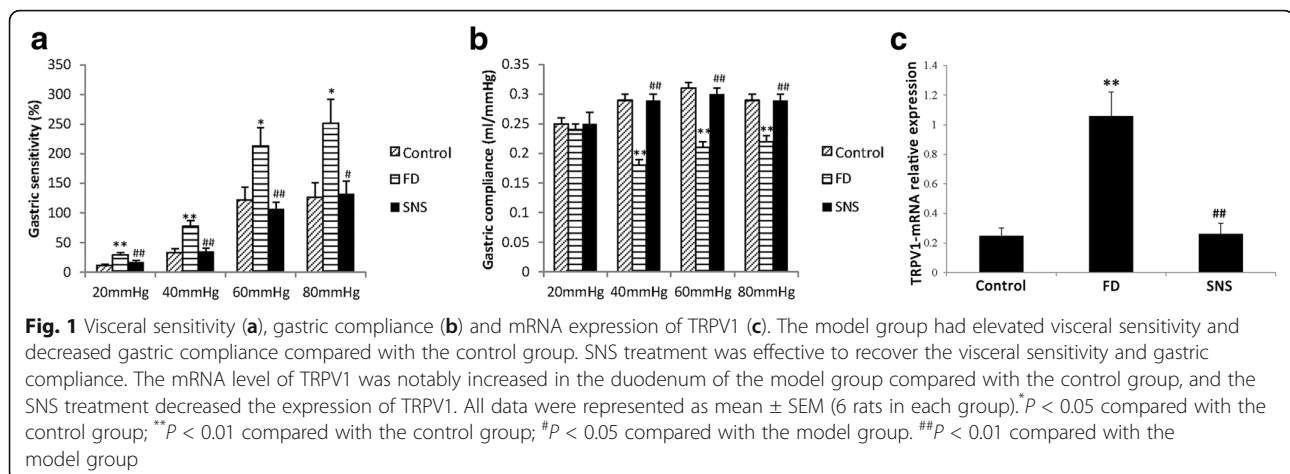 a
b
c
Gastric sensitivity (%)
350
300
250
200
150
100
50
0
** ## ** ## * ## * #
20mmHg 40mmHg 60mmHg 80mmHg
Control
FD
SNS
Gastric compliance (ml/mmHg)
0.35
0.3
0.25
0.2
0.15
0.1
0.05
0
** ## ** ## ** ##
20mmHg 40mmHg 60mmHg 80mmHg
Control
FD
SNS
TRPV1-mRNA relative expression
1.4
1.2
1
0.8
0.6
0.4
0.2
0
** ##
Control FD SNS
Fig. 1 Visceral sensitivity (a), gastric compliance (b) and mRNA expression of TRPV1 (c). The model group had elevated visceral sensitivity and
decreased gastric compliance compared with the control group. SNS treatment was effective to recover the visceral sensitivity and gastric
compliance. The mRNA level of TRPV1 was notably increased in the duodenum of the model group compared with the control group, and the
SNS treatment decreased the expression of TRPV1. All data were represented as mean ± SEM (6 rats in each group).*P < 0.05 compared with the
control group; **P < 0.01 compared with the control group; #P < 0.05 compared with the model group. ##P < 0.01 compared with the
model group